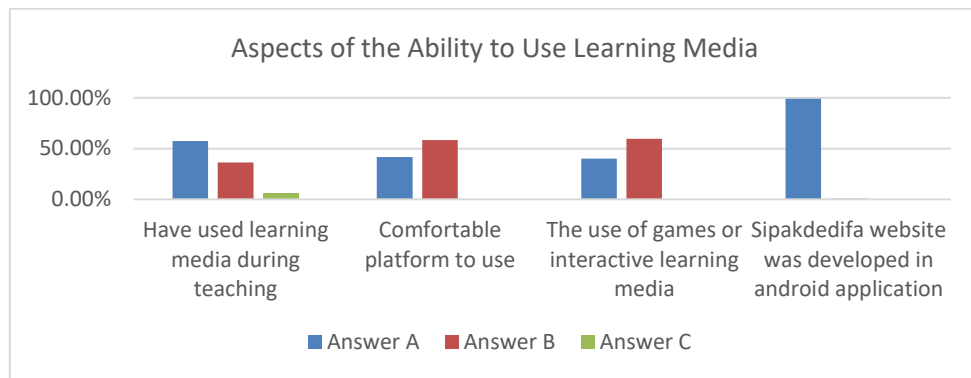 Aspects of the Ability to Use Learning Media
100.00%
50.00%
0.00%
Have used learning
media during
teaching
Comfortable
platform to use
The use of games or
interactive learning
media
Sipakdedifa website
was developed in
android application
Answer A
Answer B
Answer C